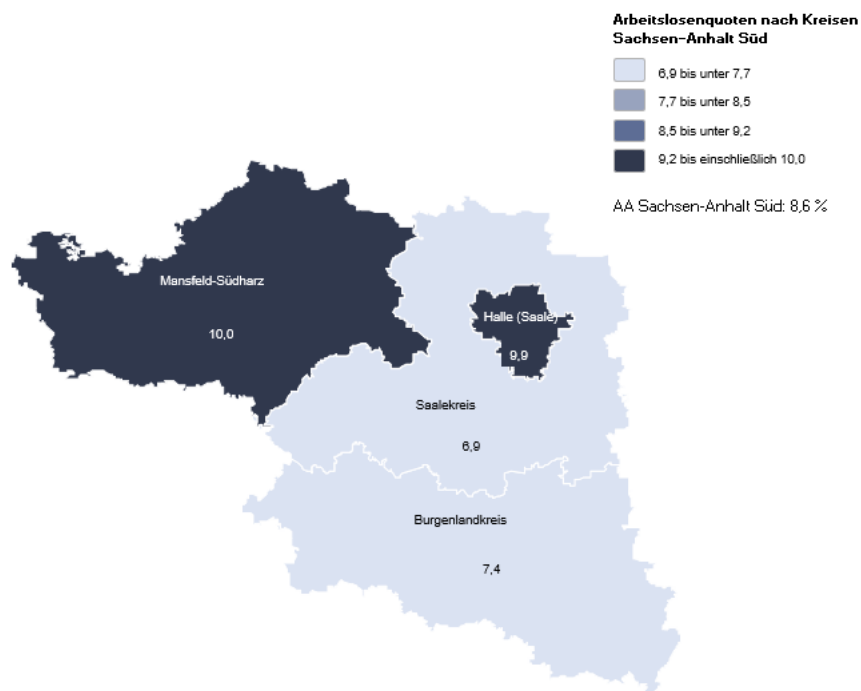 Arbeitslosenquoten nach Kreisen
Sachsen-Anhalt Süd
6,9 bis unter 7,7
7,7 bis unter 8,5
8,5 bis unter 9,2
9,2 bis einschließlich 10,0
AA Sachsen-Anhalt Süd: 8,6 %
Mansfeld-Südharz
10,0
Halle (Saale)
9,9
Saalekreis
6,9
Burgenlandkreis
7,4